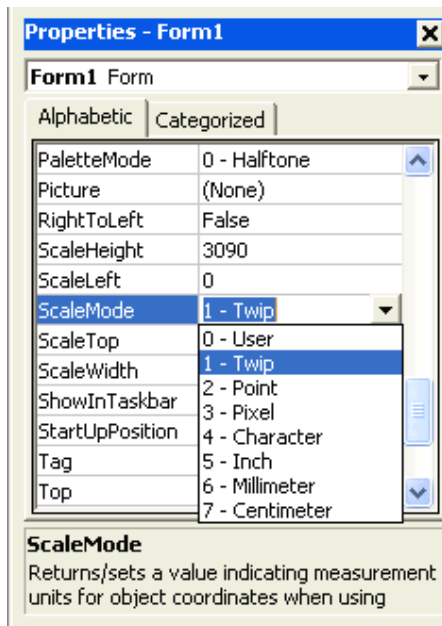 Properties - Form1
Form1 Form
Alphabetic Categorized
PaletteMode 0 - Halftone
Picture (None)
RightToLeft False
ScaleHeight 3090
ScaleLeft 0
ScaleMode 1 - Twip
ScaleTop 0 - User
ScaleWidth 1 - Twip
ShowInTaskbar 2 - Point
StartUpPosition 3 - Pixel
Tag 4 - Character
Top 5 - Inch
6 - Millimeter
7 - Centimeter
ScaleMode
Returns/sets a value indicating measurement
units for object coordinates when using